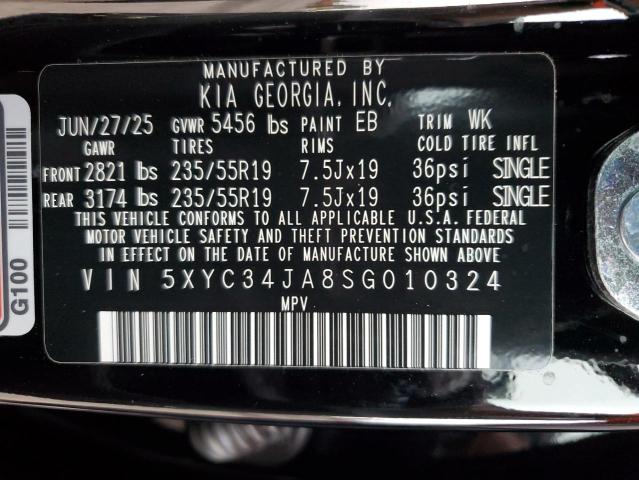 MANUFACTURED BY
KIA GEORGIA, INC.
JUN/27/25 GVWR 5456 lbs PAINT EB TRIM WK
GAWR TIRES RIMS COLD TIRE INFL
FRONT 2821 lbs 235/55R19 7.5Jx19 36psi SINGLE
REAR 3174 lbs 235/55R19 7.5Jx19 36psi SINGLE
THIS VEHICLE CONFORMS TO ALL APPLICABLE U.S.A. FEDERAL
MOTOR VEHICLE SAFETY AND THEFT PREVENTION STANDARDS
IN EFFECT ON THE DATE OF MANUFACTURE SHOWN ABOVE.
VIN 5XYC34JA8SG010324
MPV
G100